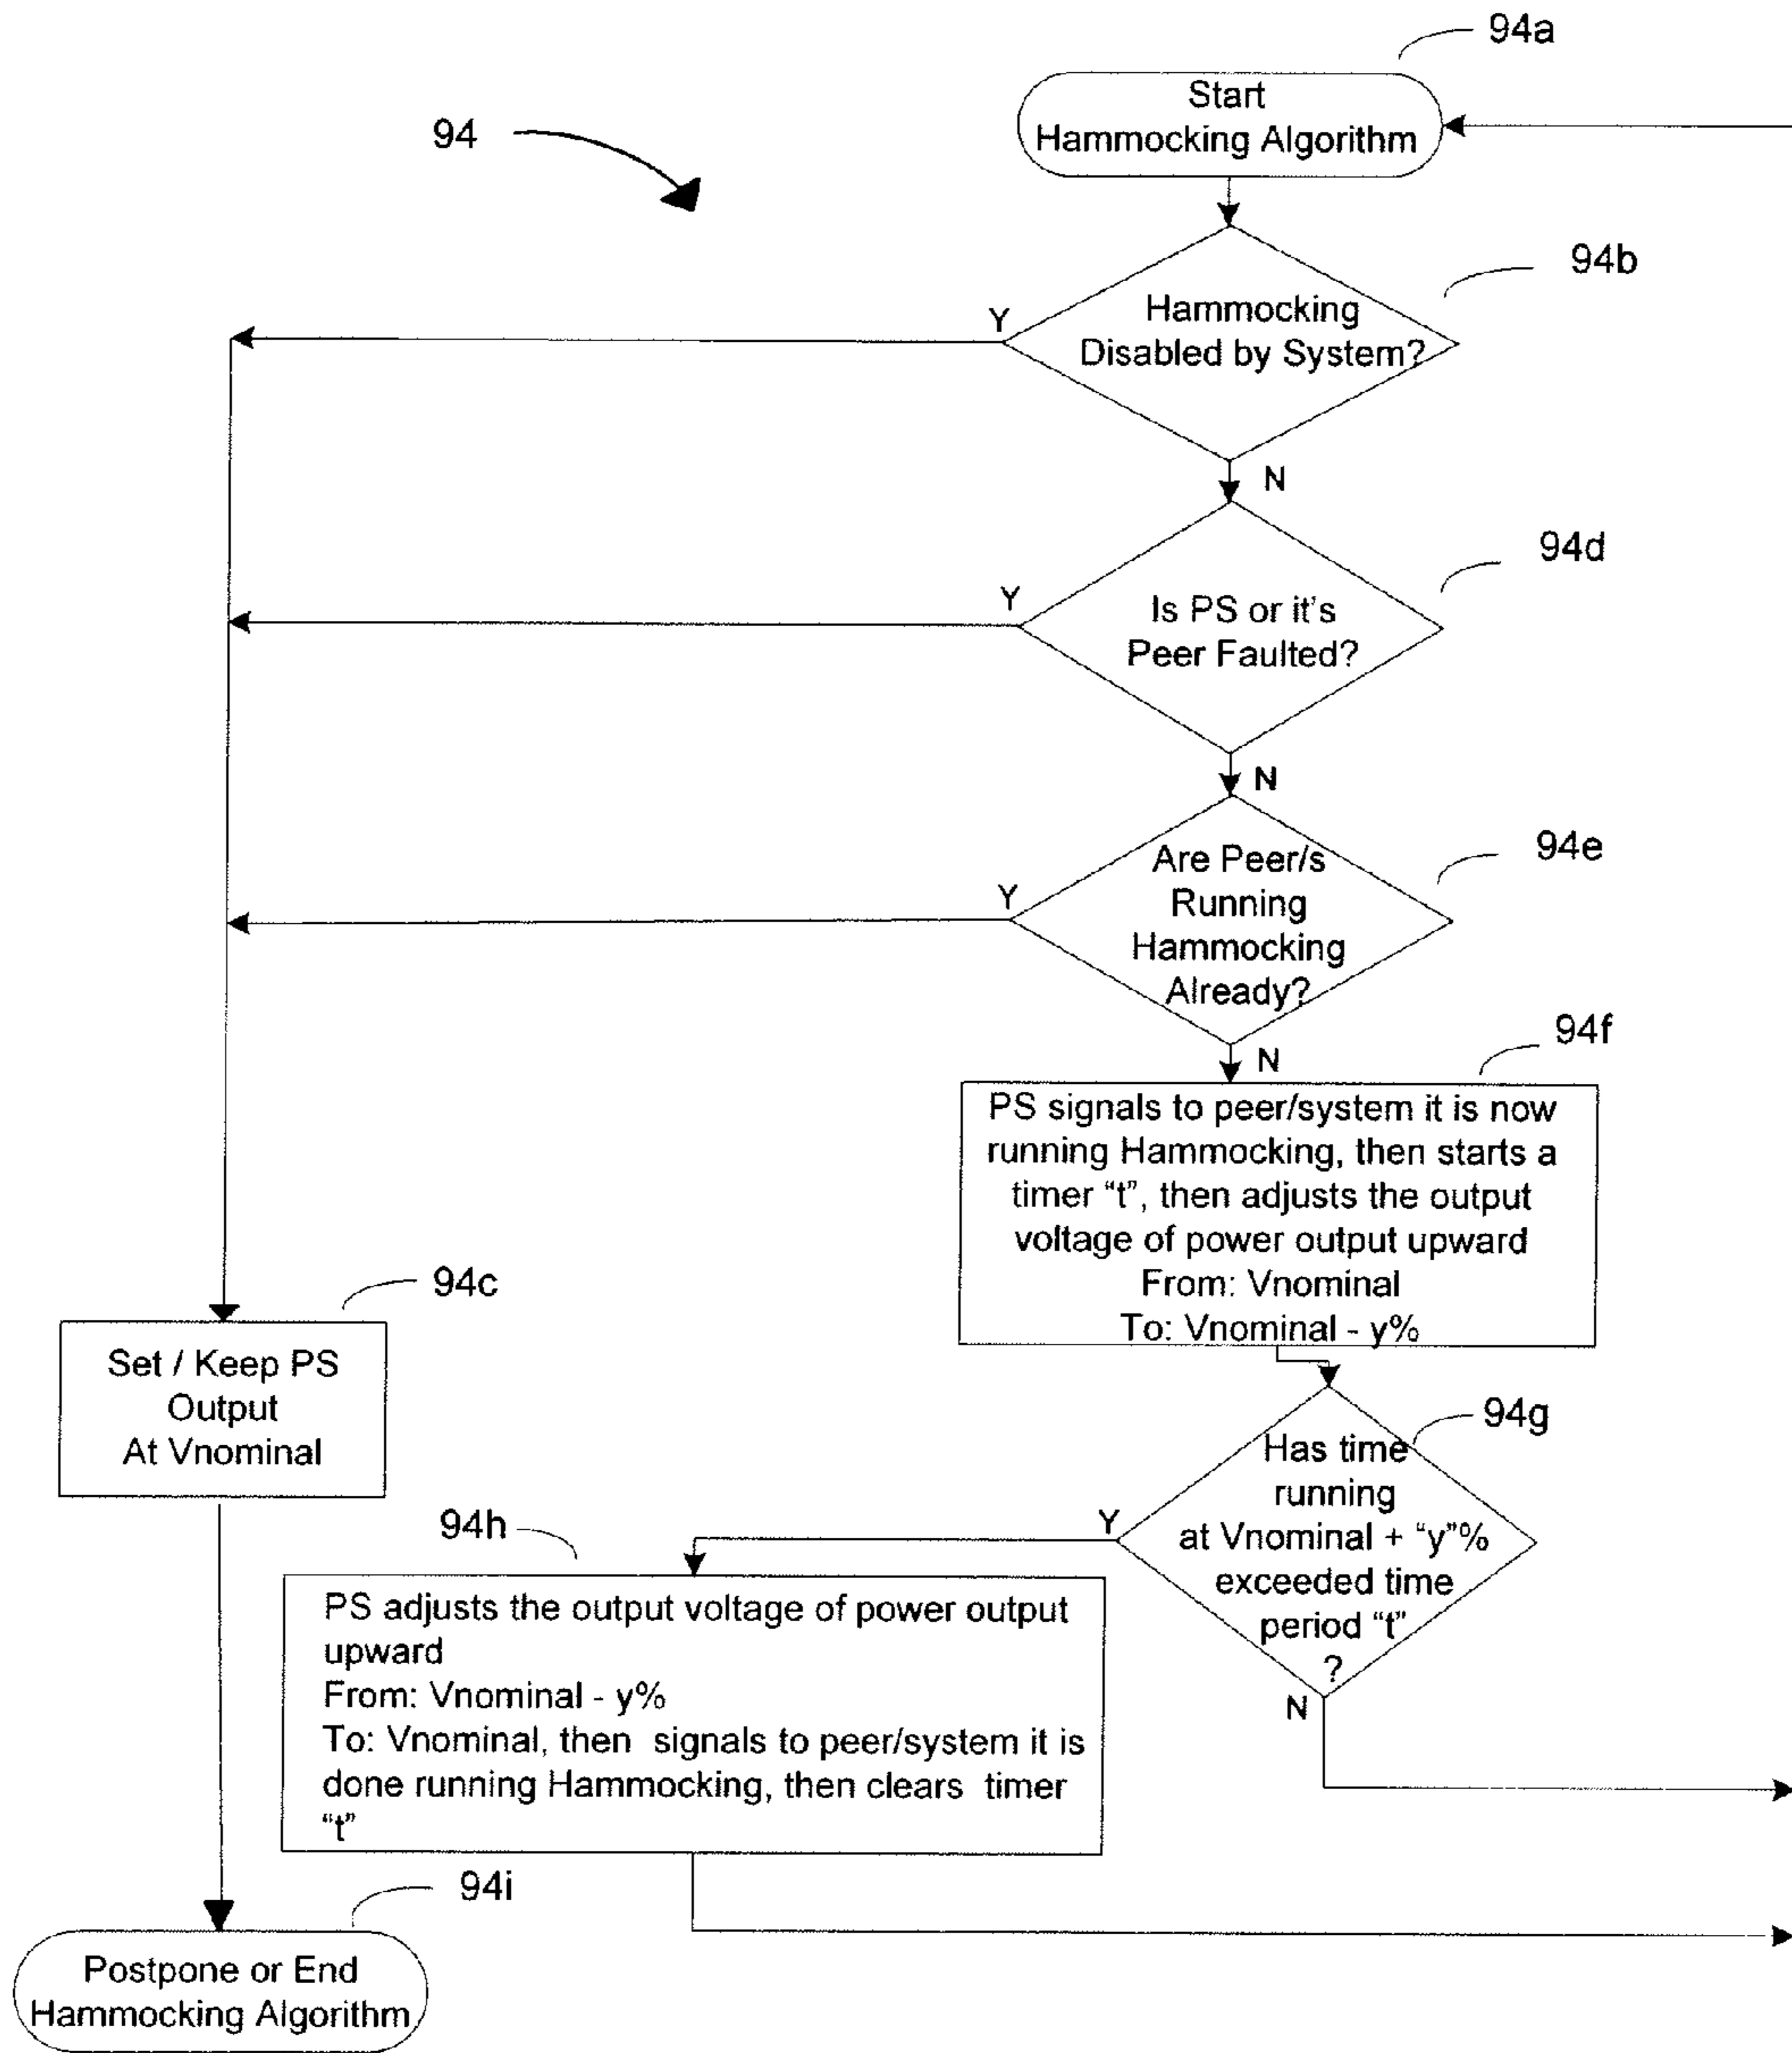 94a
Start
Hammocking Algorithm
94
94b
Hammocking
Disabled by System?
Y
N
94d
Is PS or it's
Peer Faulted?
Y
N
94e
Are Peer/s
Running
Hammocking
Already?
Y
N
94f
PS signals to peer/system it is now
running Hammocking, then starts a
timer “t”, then adjusts the output
voltage of power output upward
From: Vnominal
To: Vnominal - y%
94c
Set / Keep PS
Output
At Vnominal
94g
Has time
running
at Vnominal + “y”%
exceeded time
period “t”
?
Y
N
94h
PS adjusts the output voltage of power output
upward
From: Vnominal - y%
To: Vnominal, then signals to peer/system it is
done running Hammocking, then clears timer
“t”
94i
Postpone or End
Hammocking Algorithm